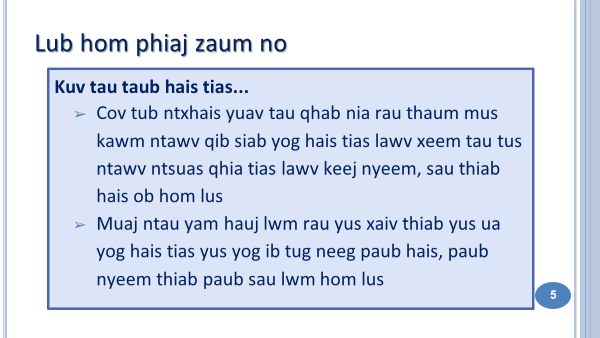 Lub hom phiaj zaum no
Kuv tau taub hais tias...
➢ Cov tub ntxhais yuav tau qhab nia rau thaum mus
kawm ntawv qib siab yog hais tias lawv xeem tau tus
ntawv ntsuas qhia tias lawv keej nyeem, sau thiab
hais ob hom lus
➢ Muaj ntau yam hauj lwm rau yus xaiv thiab yus ua
yog hais tias yus yog ib tug neeg paub hais, paub
nyeem thiab paub sau lwm hom lus
5